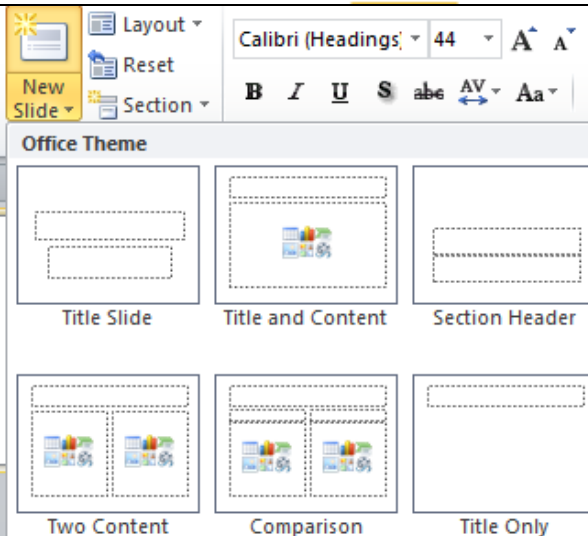 Layout
Calibri (Headings) 44 A A
Reset
New
Slide
B I U S abc AV Aa
Section
Office Theme
Title Slide Title and Content Section Header
Two Content Comparison Title Only